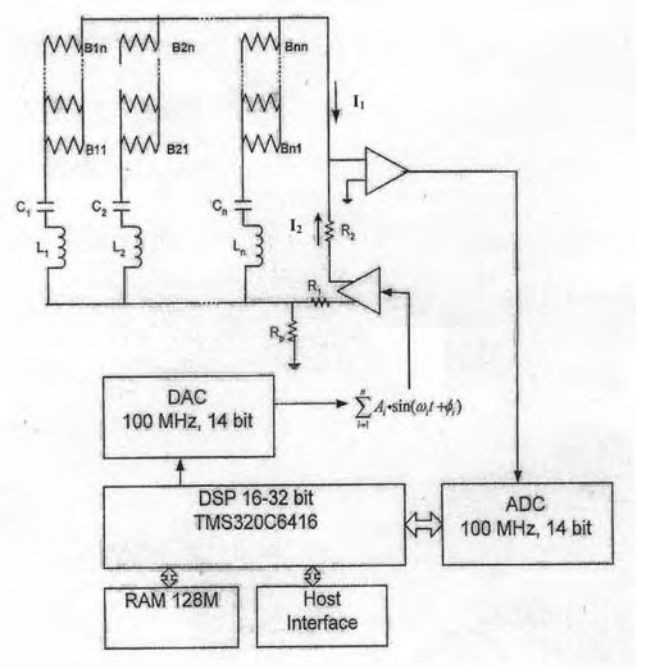 B1n B2n Bnn
I₁
B11 B21 Bn1
C₁ C₂ Cₙ
I₂ R₂
L₁ L₂ Lₙ
R₁
Rₚ
DAC
100 MHz, 14 bit
∑ᵢ₌₁ⁿ Aᵢ•sin(ωᵢt+ϕᵢ)
DSP 16-32 bit
TMS320C6416
ADC
100 MHz, 14 bit
RAM 128M
Host
Interface